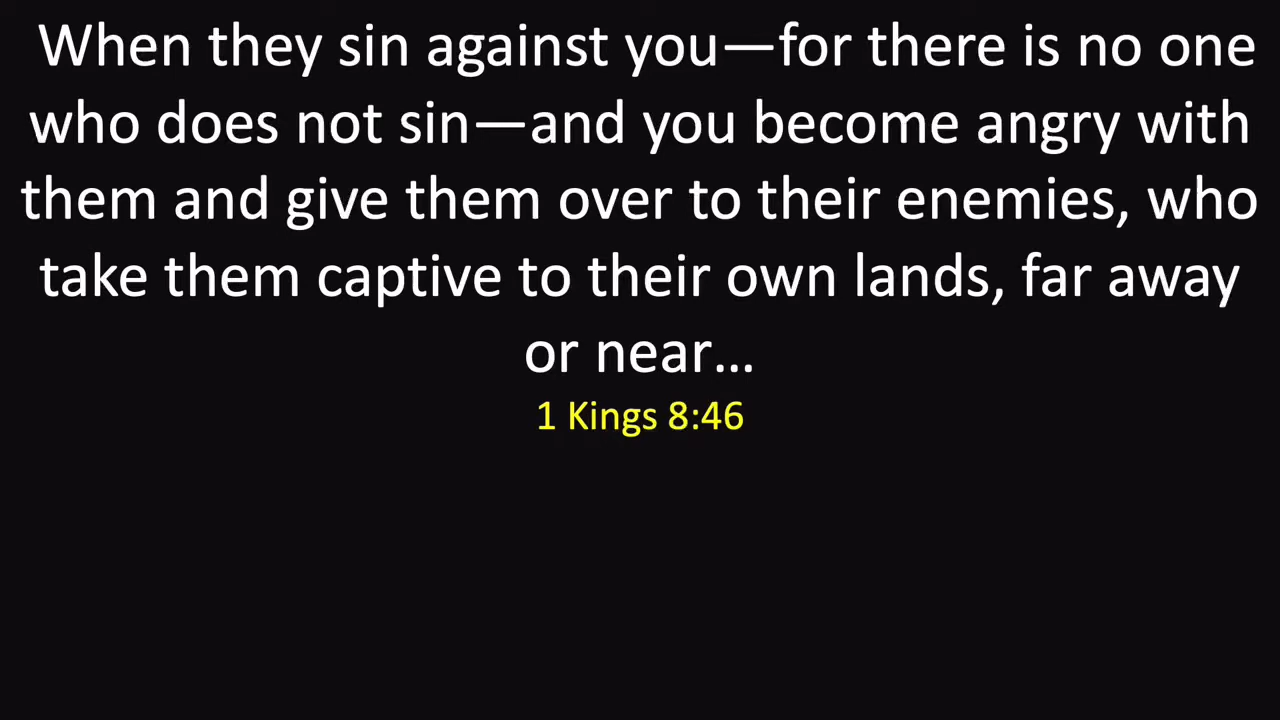 When they sin against you—for there is no one
who does not sin—and you become angry with
them and give them over to their enemies, who
take them captive to their own lands, far away
or near…
1 Kings 8:46